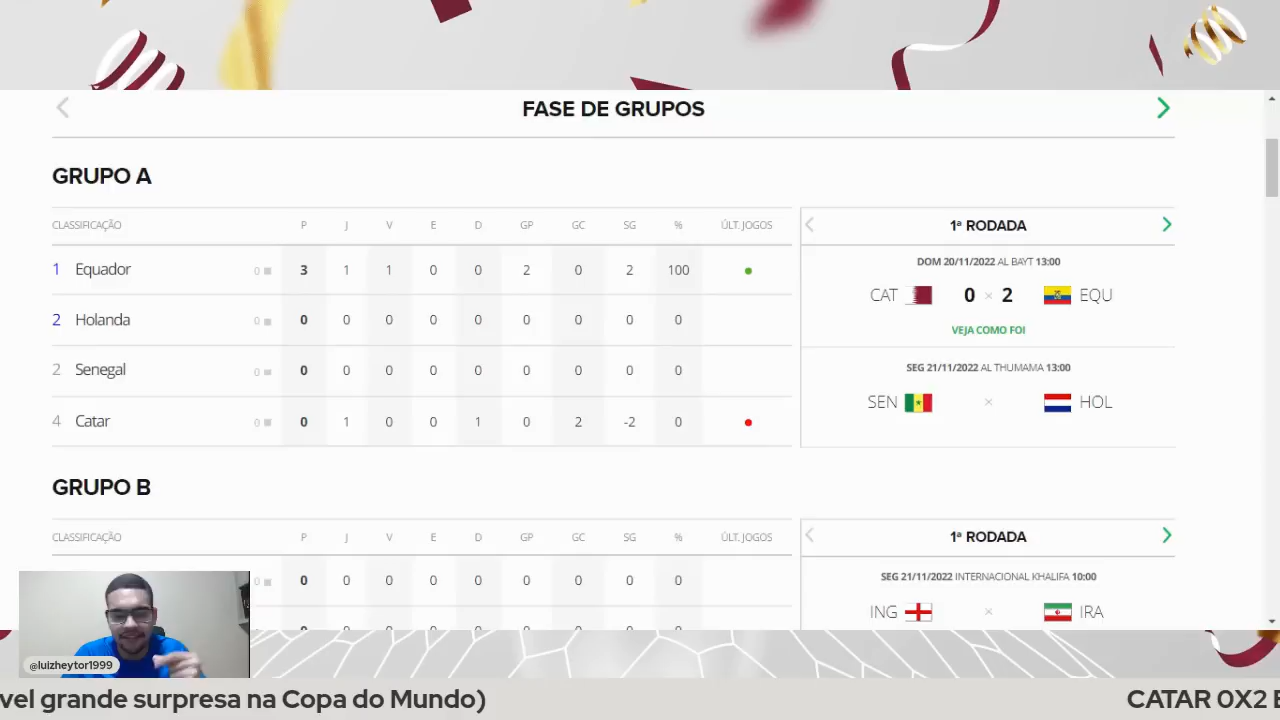 FASE DE GRUPOS
GRUPO A
CLASSIFICAÇÃO P J V E D GP GC SG % ÚLT. JOGOS
1 Equador 0 3 1 1 0 0 2 0 2 100
2 Holanda 0 0 0 0 0 0 0 0 0 0
2 Senegal 0 0 0 0 0 0 0 0 0 0
4 Catar 0 0 1 0 0 1 0 2 -2 0
1ª RODADA
DOM 20/11/2022 AL BAYT 13:00
CAT 0 × 2 EQU
VEJA COMO FOI
SEG 21/11/2022 AL THUMAMA 13:00
SEN × HOL
GRUPO B
CLASSIFICAÇÃO P J V E D GP GC SG % ÚLT. JOGOS
0 0 0 0 0 0 0 0 0 0
1ª RODADA
SEG 21/11/2022 INTERNACIONAL KHALIFA 10:00
ING × IRA
@luizheytor1999
vel grande surpresa na Copa do Mundo) CATAR 0X2 E